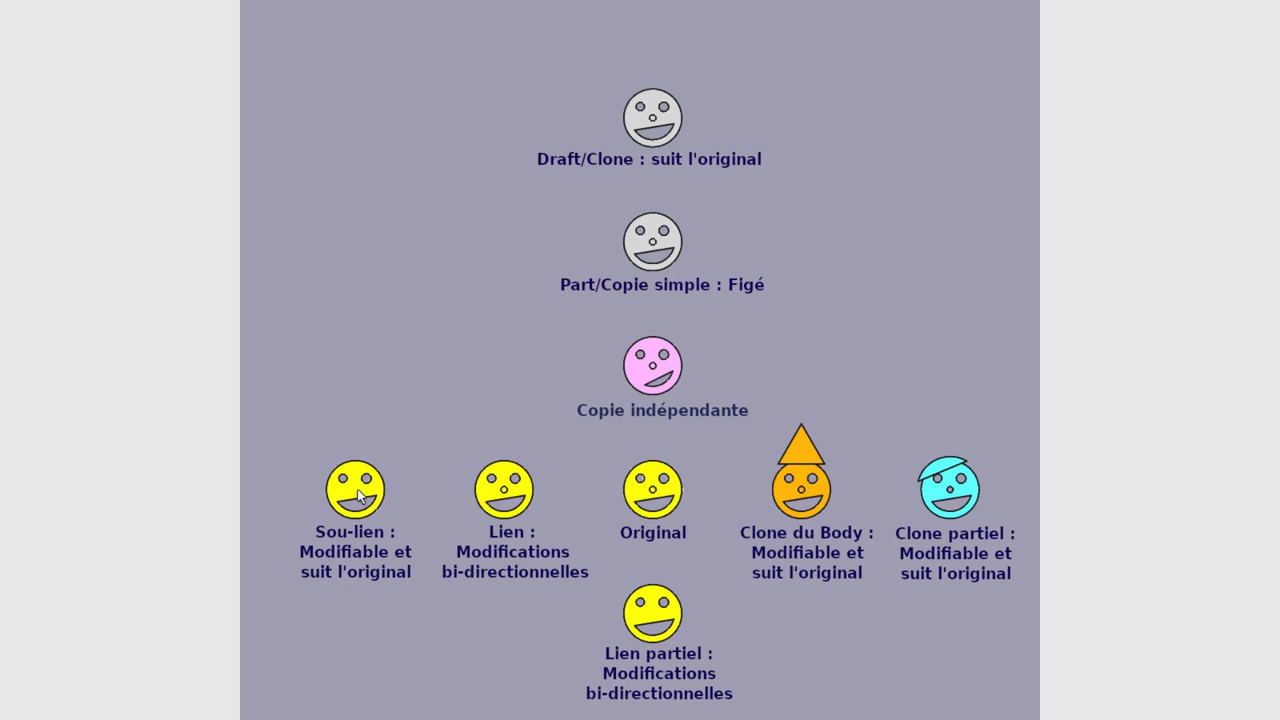 Draft/Clone : suit l'original
Part/Copie simple : Figé
Copie indépendante
Sou-lien :
Modifiable et
suit l'original
Lien :
Modifications
bi-directionnelles
Original
Clone du Body :
Modifiable et
suit l'original
Clone partiel :
Modifiable et
suit l'original
Lien partiel :
Modifications
bi-directionnelles